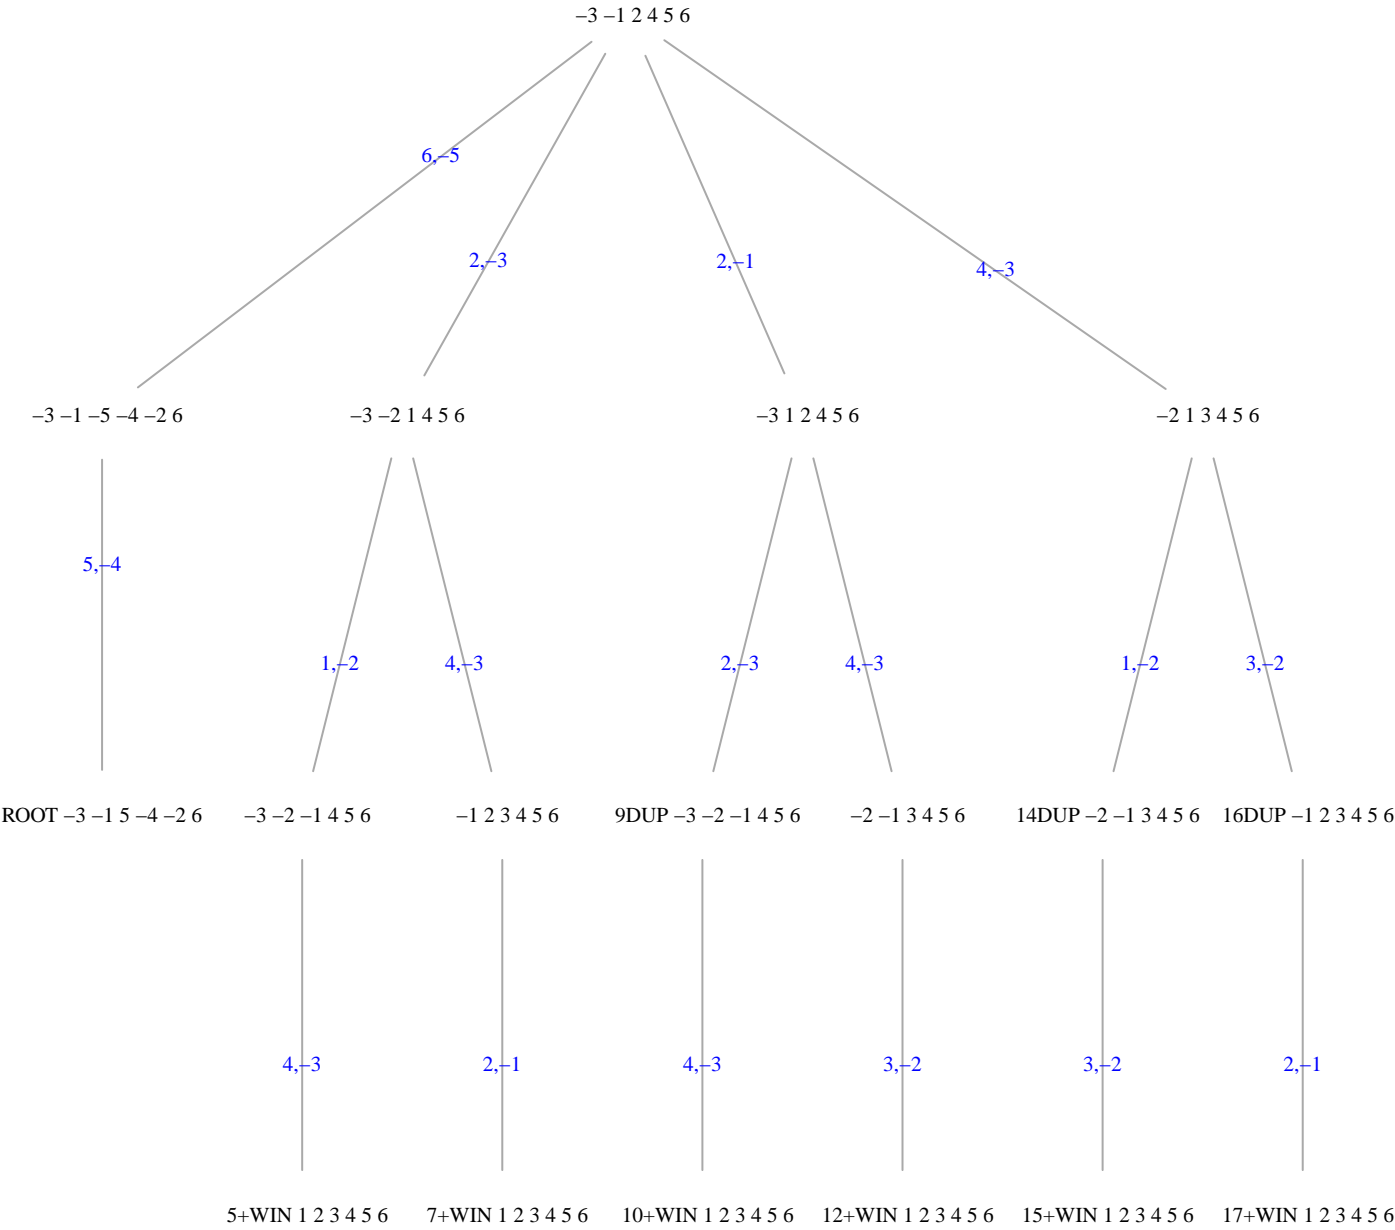 –3 –1 2 4 5 6
6,–5
2,–3
2,–1
4,–3
–3 –1 –5 –4 –2 6
–3 –2 1 4 5 6
–3 1 2 4 5 6
–2 1 3 4 5 6
5,–4
1,–2
4,–3
2,–3
4,–3
1,–2
3,–2
ROOT –3 –1 5 –4 –2 6
–3 –2 –1 4 5 6
–1 2 3 4 5 6
9DUP –3 –2 –1 4 5 6
–2 –1 3 4 5 6
14DUP –2 –1 3 4 5 6
16DUP –1 2 3 4 5 6
4,–3
2,–1
4,–3
3,–2
3,–2
2,–1
5+WIN 1 2 3 4 5 6
7+WIN 1 2 3 4 5 6
10+WIN 1 2 3 4 5 6
12+WIN 1 2 3 4 5 6
15+WIN 1 2 3 4 5 6
17+WIN 1 2 3 4 5 6